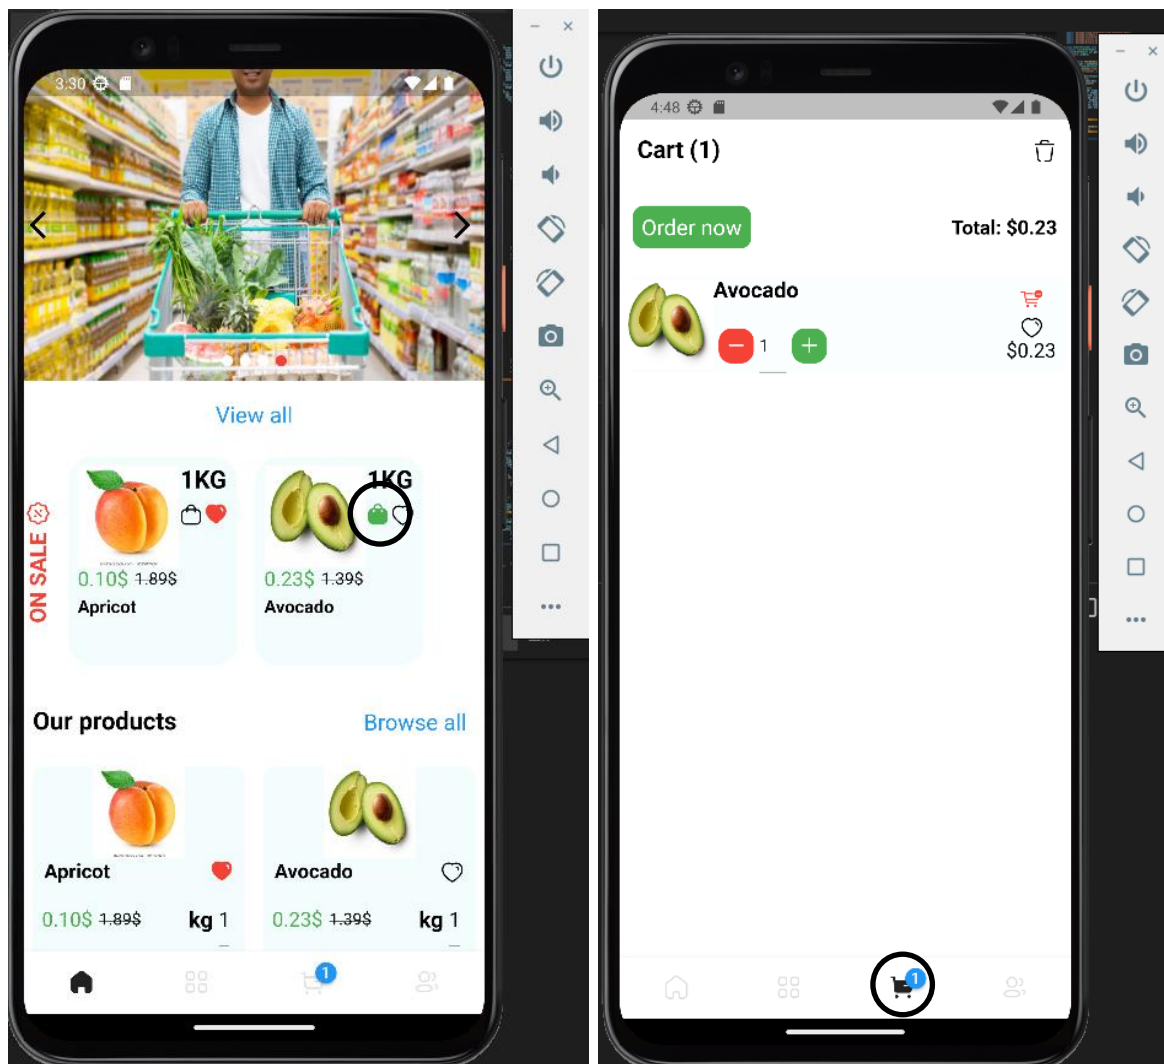 3:30
View all
1KG
1KG
ON SALE
0.10$ 1.89$
0.23$ 1.39$
Apricot
Avocado
Our products
Browse all
Apricot
Avocado
0.10$ 1.89$
kg 1
0.23$ 1.39$
kg 1
1
4:48
Cart (1)
Order now
Total: $0.23
Avocado
1
$0.23
1